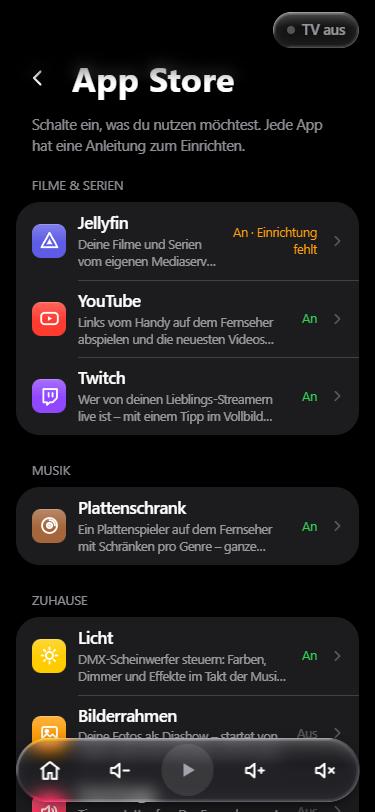 TV aus
App Store
Schalte ein, was du nutzen möchtest. Jede App
hat eine Anleitung zum Einrichten.
FILME & SERIEN
Jellyfin
Deine Filme und Serien
vom eigenen Mediaserv...
An · Einrichtung
fehlt
YouTube
Links vom Handy auf dem Fernseher
abspielen und die neuesten Videos...
An
Twitch
Wer von deinen Lieblings-Streamern
live ist – mit einem Tipp im Vollbild...
An
MUSIK
Plattenschrank
Ein Plattenspieler auf dem Fernseher
mit Schränken pro Genre – ganze...
An
ZUHAUSE
Licht
DMX-Scheinwerfer steuern: Farben,
Dimmer und Effekte im Takt der Musi...
An
Bilderrahmen
Deine Fotos als Diashow – startet von
Aus